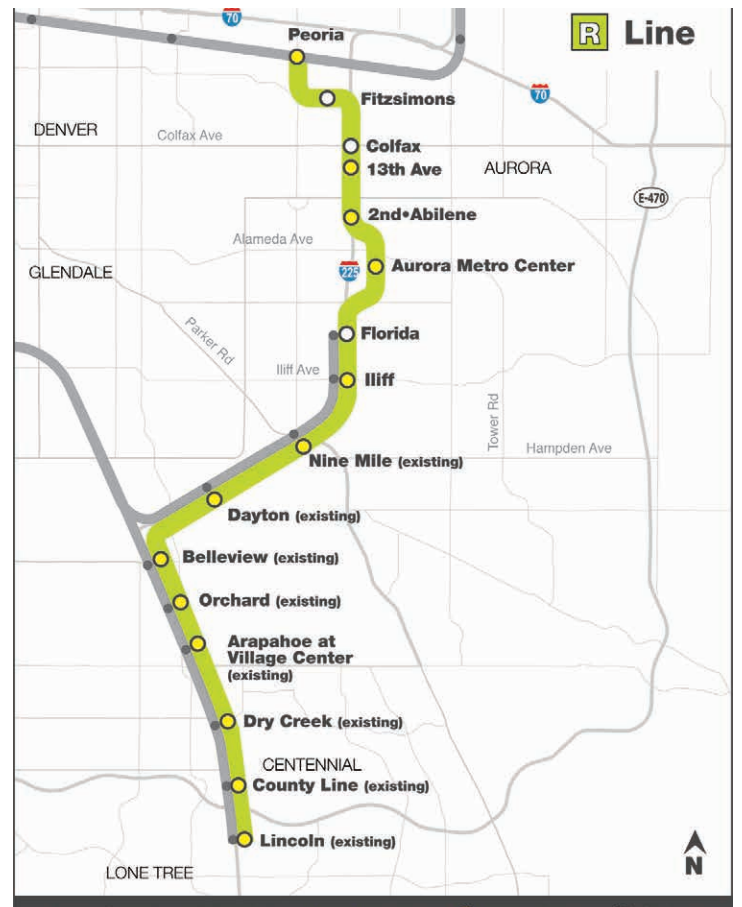 70
R Line
Peoria
Fitzsimons
70
DENVER
Colfax Ave
Colfax
13th Ave
AURORA
E-470
2nd•Abilene
Alameda Ave
Aurora Metro Center
GLENDALE
225
Parker Rd
Florida
Iliff Ave
Iliff
Tower Rd
Hampden Ave
Nine Mile (existing)
Dayton (existing)
Belleview (existing)
Orchard (existing)
Arapahoe at
Village Center
(existing)
Dry Creek (existing)
CENTENNIAL
County Line (existing)
Lincoln (existing)
LONE TREE
N